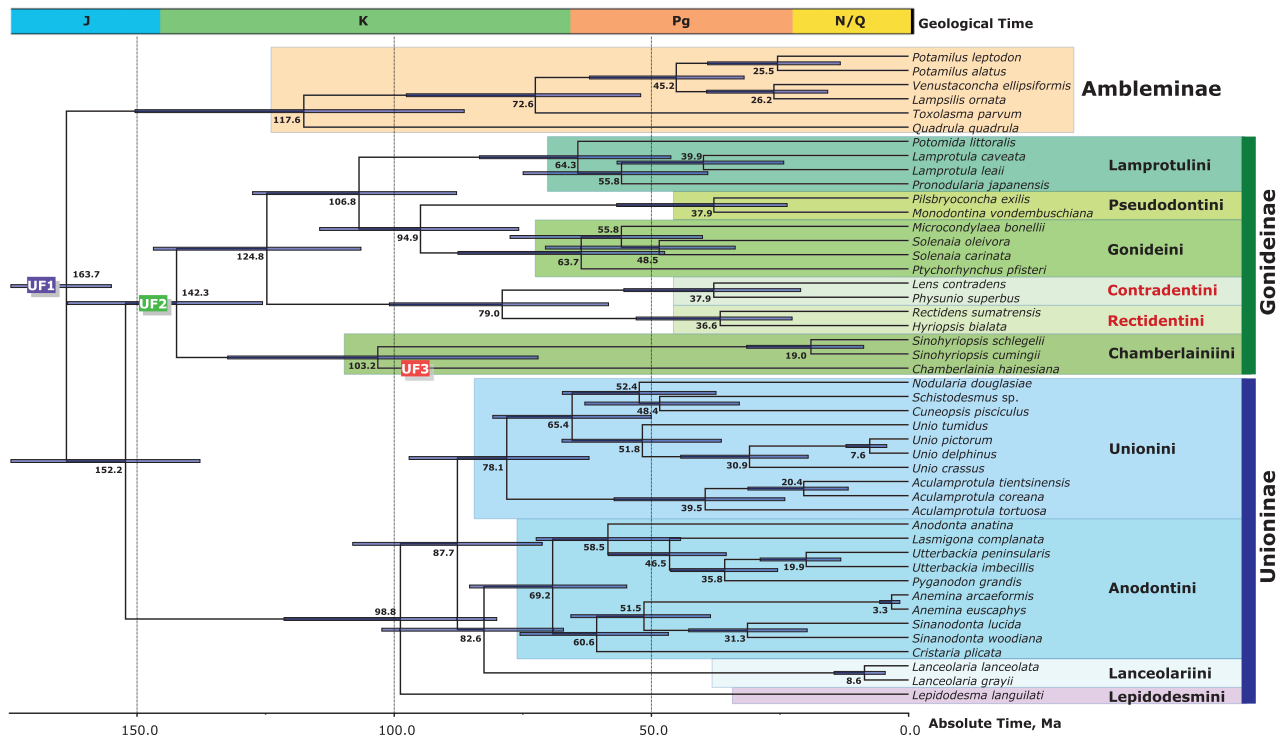 J K Pg N/Q Geological Time
Potamilus leptodon
25.5
Potamilus alatus
45.2
Venustaconcha ellipsiformis
Ambleminae
72.6
26.2
Lampsilis ornata
117.6
Toxolasma parvum
Quadrula quadrula
Potomida littoralis
39.9
Lamprotula caveata
64.3
Lamprotulini
Lamprotula leaii
55.8
Pronodularia japanensis
106.8
Pilsbryoconcha exilis
Pseudodontini
37.9
Monodontina vondembuschiana
94.9
55.8
Microcondylaea bonellii
Solenaia oleivora
Gonideini
124.8
48.5
Solenaia carinata
63.7
Ptychorhynchus pfisteri
Gonideinae
163.7
UF1
Lens contradens
Contradentini
142.3
UF2
37.9
Physunio superbus
79.0
Rectidens sumatrensis
Rectidentini
36.6
Hyriopsis bialata
Sinohyriopsis schlegelii
19.0
Sinohyriopsis cumingii
Chamberlainiini
103.2
UF3
Chamberlainia hainesiana
52.4
Nodularia douglasiae
Schistodesmus sp.
48.4
Cuneopsis pisciculus
65.4
Unio tumidus
51.8
Unio pictorum
Unionini
7.6
Unio delphinus
78.1
30.9
Unio crassus
152.2
20.4
Aculamprotula tientsinensis
Aculamprotula coreana
39.5
Aculamprotula tortuosa
Unioninae
Anodonta anatina
87.7
58.5
Lasmigona complanata
46.5
Utterbackia peninsularis
19.9
Utterbackia imbecillis
35.8
Pyganodon grandis
Anodontini
69.2
Anemina arcaeformis
3.3
Anemina euscaphys
98.8
51.5
Sinanodonta lucida
82.6
60.6
31.3
Sinanodonta woodiana
Cristaria plicata
Lanceolaria lanceolata
Lanceolariini
8.6
Lanceolaria grayii
Lepidodesma languilati
Lepidodesmini
150.0 100.0 50.0 0.0 Absolute Time, Ma